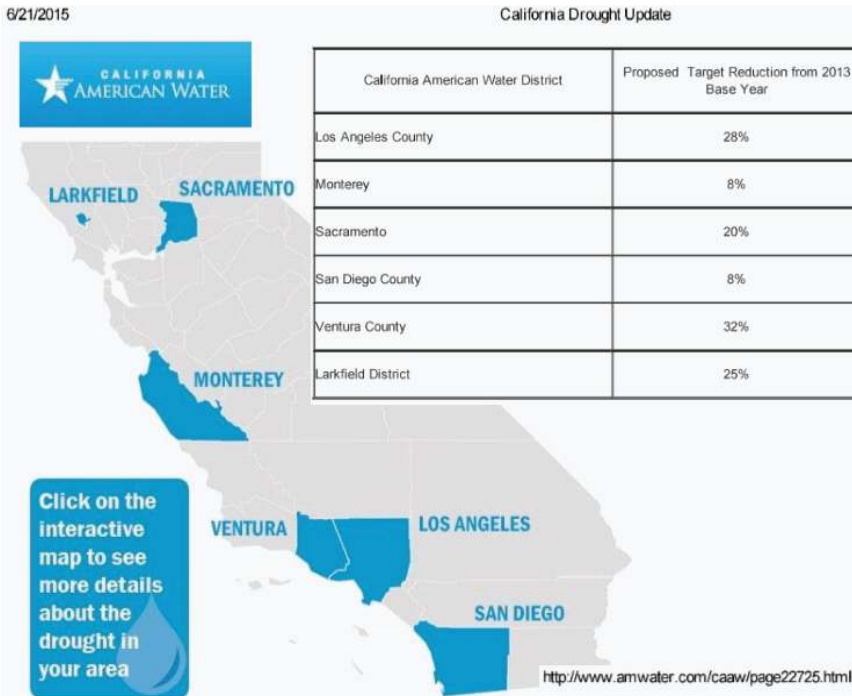 6/21/2015
California Drought Update
CALIFORNIA
AMERICAN WATER
California American Water District
Proposed Target Reduction from 2013
Base Year
Los Angeles County
28%
Monterey
8%
Sacramento
20%
San Diego County
8%
Ventura County
32%
Larkfield District
25%
LARKFIELD
SACRAMENTO
MONTEREY
VENTURA
LOS ANGELES
SAN DIEGO
Click on the
interactive
map to see
more details
about the
drought in
your area
http://www.amwater.com/caaw/page22725.html